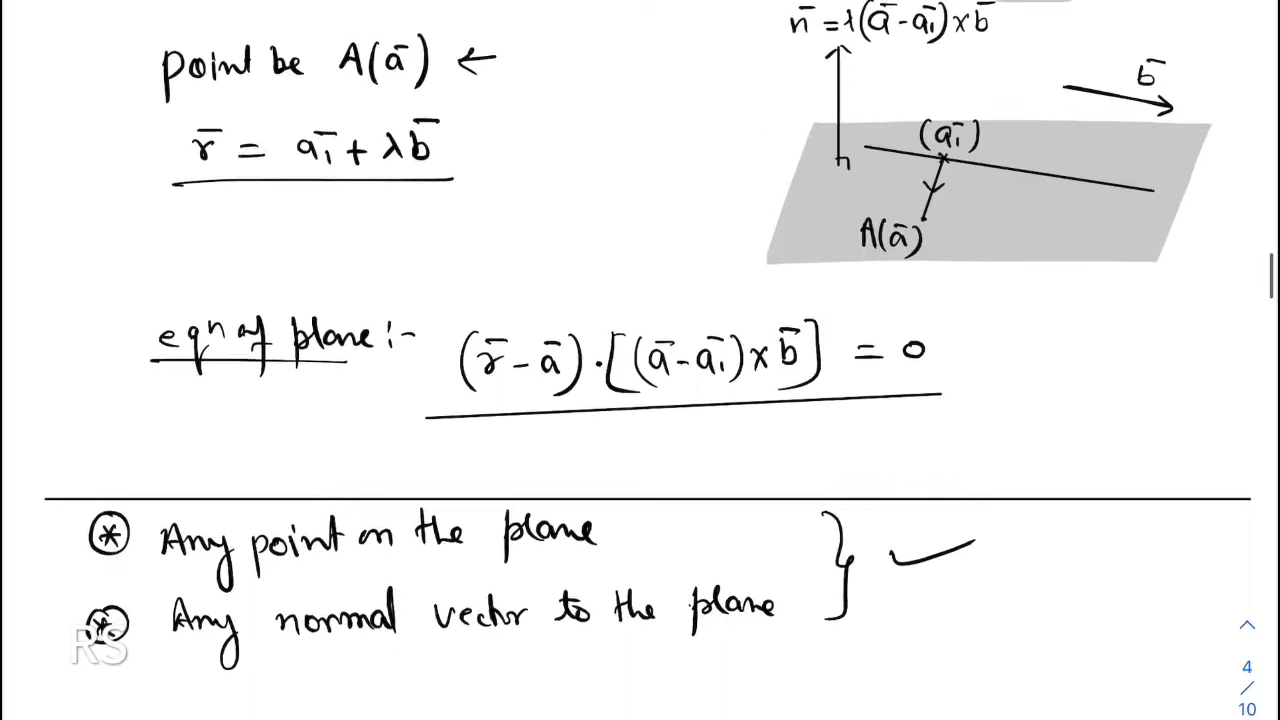 n̄ = λ(ā - ā₁) × b̄
point be A(ā) ←
b̄
r̄ = ā₁ + λb̄
(ā₁)
A(ā)
eqⁿ of plane :-
(r̄ - ā) · [(ā - ā₁) × b̄] = 0
⊛ Any point on the plane
⊛ Any normal vector to the plane
RS
4
/
10